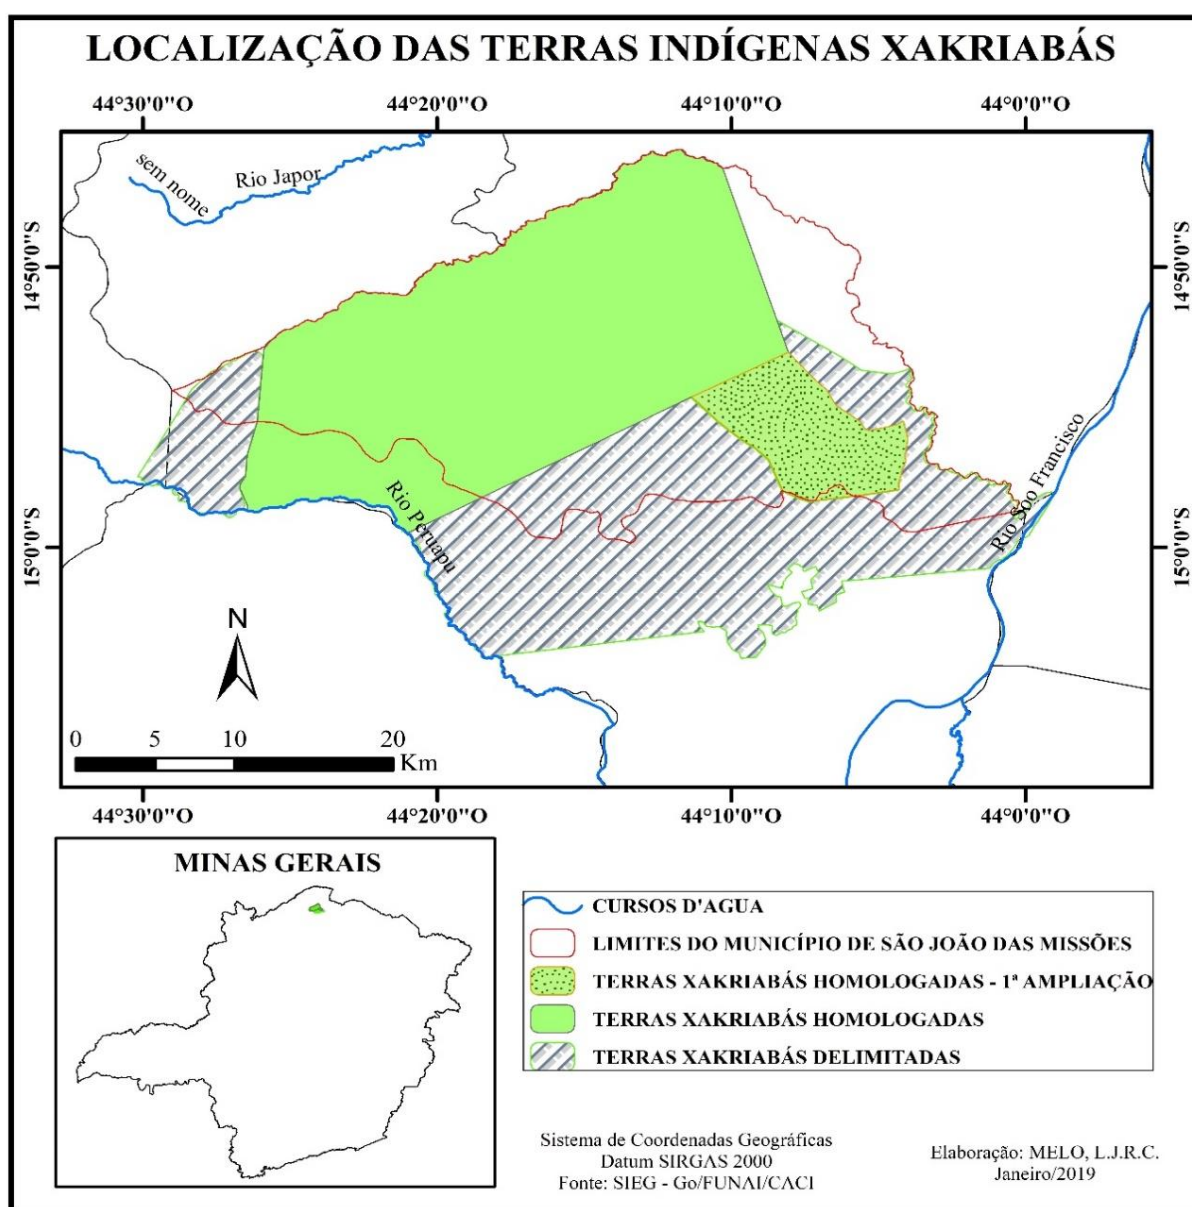 LOCALIZAÇÃO DAS TERRAS INDÍGENAS XAKRIABÁS
44°30'0"O 44°20'0"O 44°10'0"O 44°0'0"O
sem nome
Rio Japor
14°50'0"S 14°50'0"S
Rio Peruapu
Rio Soo Francisco
15°0'0"S 15°0'0"S
N
0 5 10 20
Km
44°30'0"O 44°20'0"O 44°10'0"O 44°0'0"O
MINAS GERAIS
CURSOS D'AGUA
LIMITES DO MUNICÍPIO DE SÃO JOÃO DAS MISSÕES
TERRAS XAKRIABÁS HOMOLOGADAS - 1ª AMPLIAÇÃO
TERRAS XAKRIABÁS HOMOLOGADAS
TERRAS XAKRIABÁS DELIMITADAS
Sistema de Coordenadas Geográficas
Datum SIRGAS 2000
Fonte: SIEG - Go/FUNAI/CACI
Elaboração: MELO, L.J.R.C.
Janeiro/2019